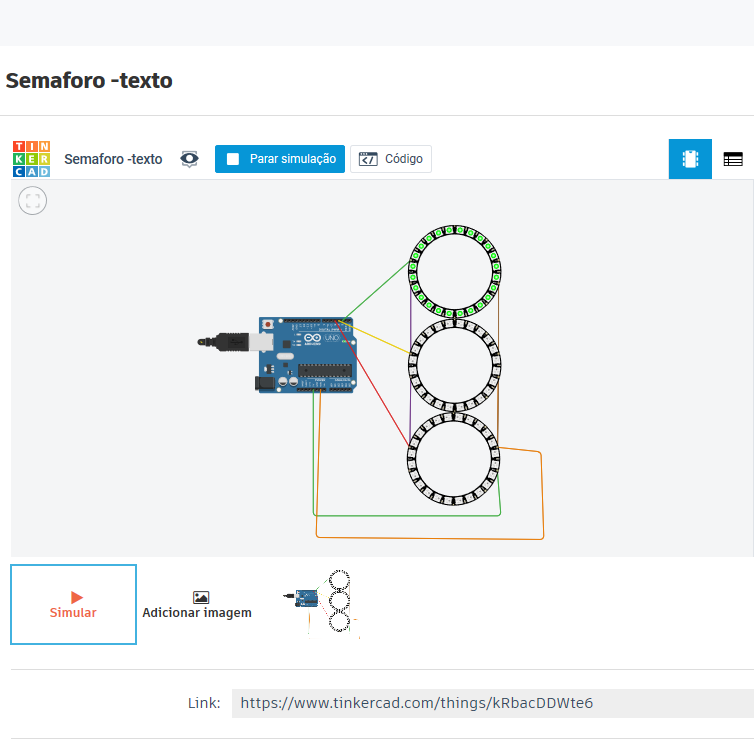 Semaforo -texto
TIN
KER
CAD
Semaforo -texto
Parar simulação
Código
UNO
Simular
Adicionar imagem
Link:
https://www.tinkercad.com/things/kRbacDDWte6